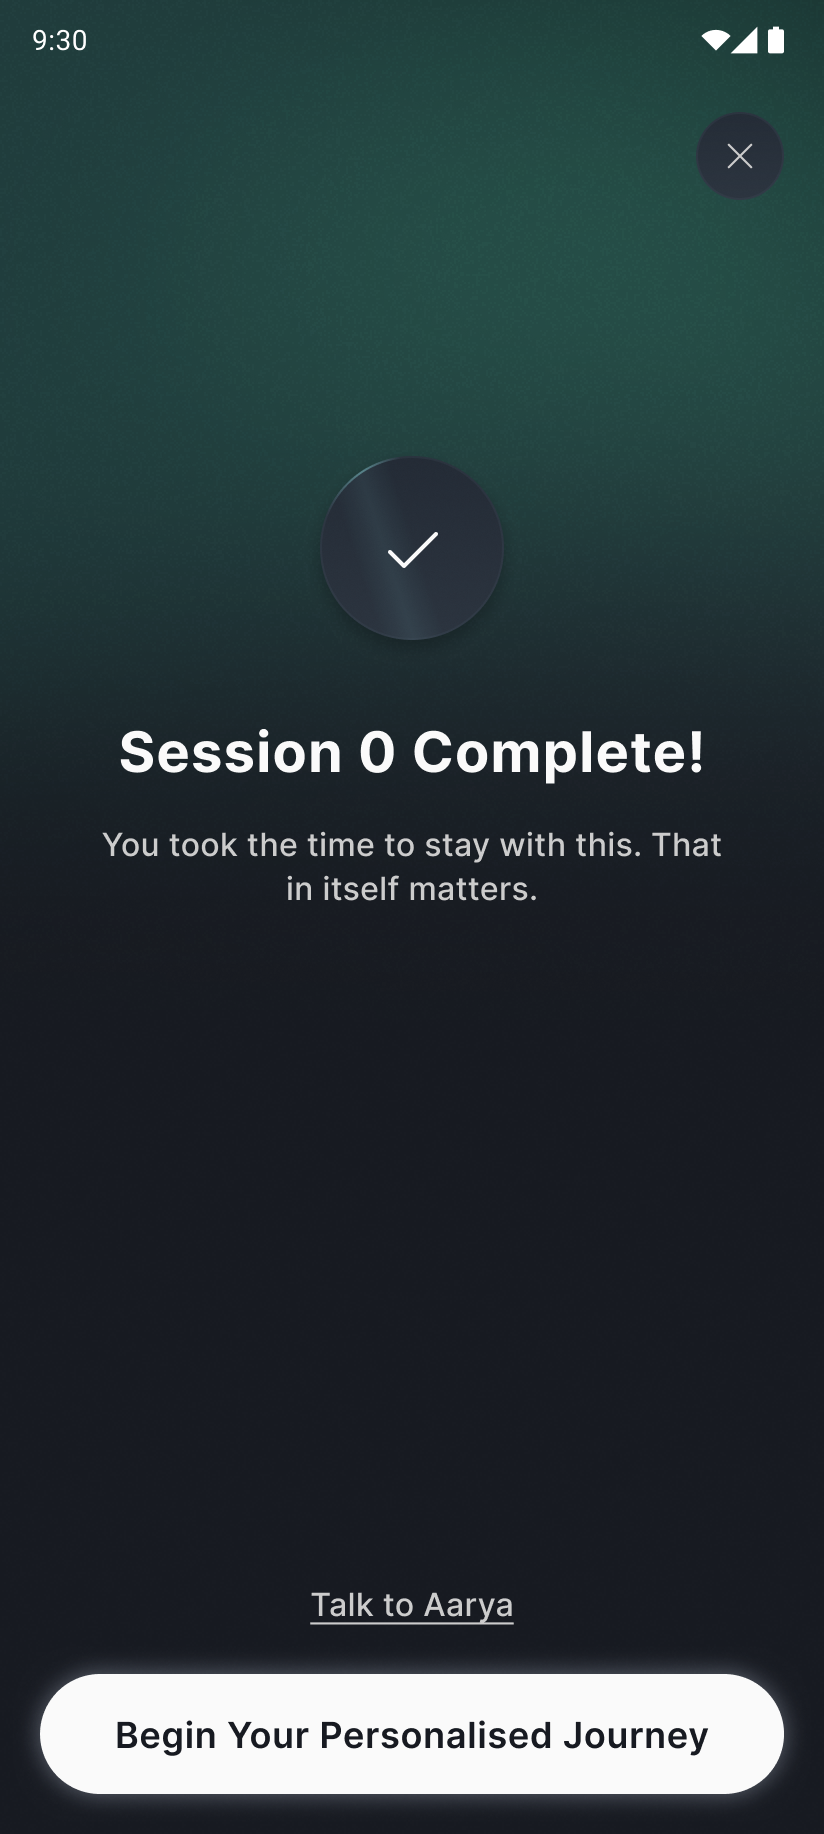 9:30
Session 0 Complete!
You took the time to stay with this. That
in itself matters.
Talk to Aarya
Begin Your Personalised Journey